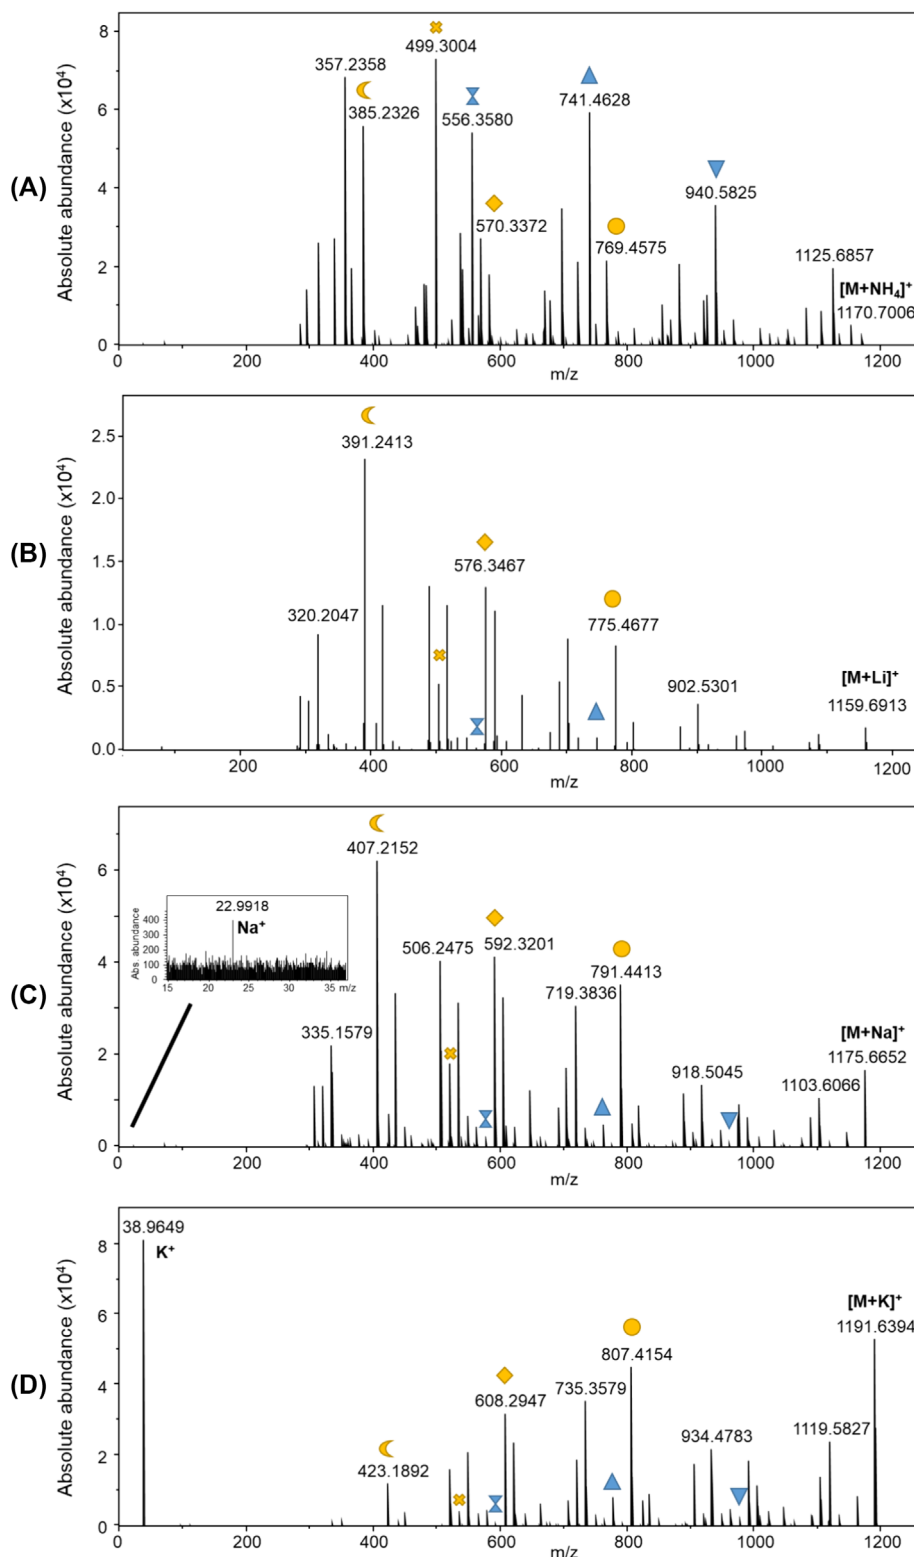 (A)
Absolute abundance (x10⁴)
8
6
4
2
0
357.2358
385.2326
499.3004
556.3580
570.3372
741.4628
769.4575
940.5825
1125.6857
[M+NH₄]⁺
1170.7006
0 200 400 600 800 1000 1200
m/z
(B)
Absolute abundance (x10⁴)
2.5
2.0
1.5
1.0
0.5
0.0
320.2047
391.2413
576.3467
775.4677
902.5301
[M+Li]⁺
1159.6913
200 400 600 800 1000 1200
m/z
(C)
Absolute abundance (x10⁴)
6
4
2
0
22.9918
Na⁺
Abs. abundance
400
300
200
100
0
15 20 25 30 35 m/z
335.1579
407.2152
506.2475
592.3201
719.3836
791.4413
918.5045
1103.6066
[M+Na]⁺
1175.6652
0 200 400 600 800 1000 1200
m/z
(D)
Absolute abundance (x10⁴)
8
6
4
2
0
38.9649
K⁺
423.1892
608.2947
735.3579
807.4154
934.4783
1119.5827
[M+K]⁺
1191.6394
0 200 400 600 800 1000 1200
m/z